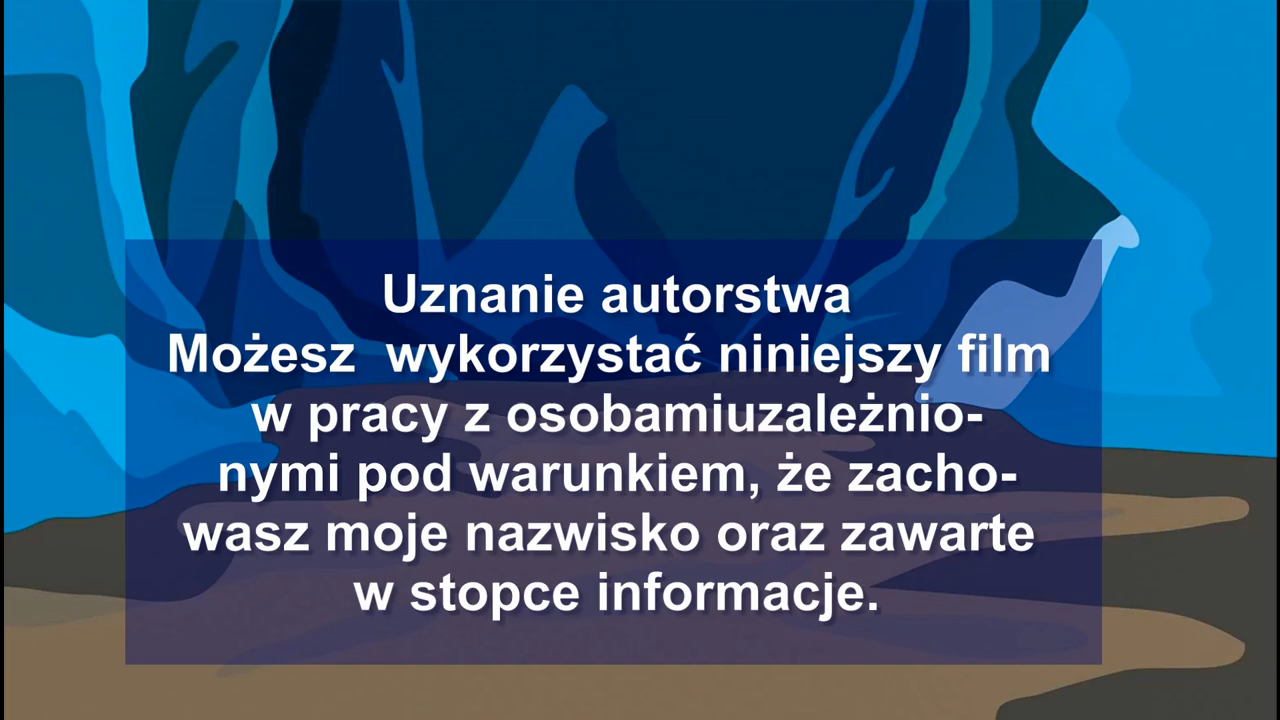 Uznanie autorstwa
Możesz  wykorzystać niniejszy film
w pracy z osobamiuzależnio-
nymi pod warunkiem, że zacho-
wasz moje nazwisko oraz zawarte
w stopce informacje.